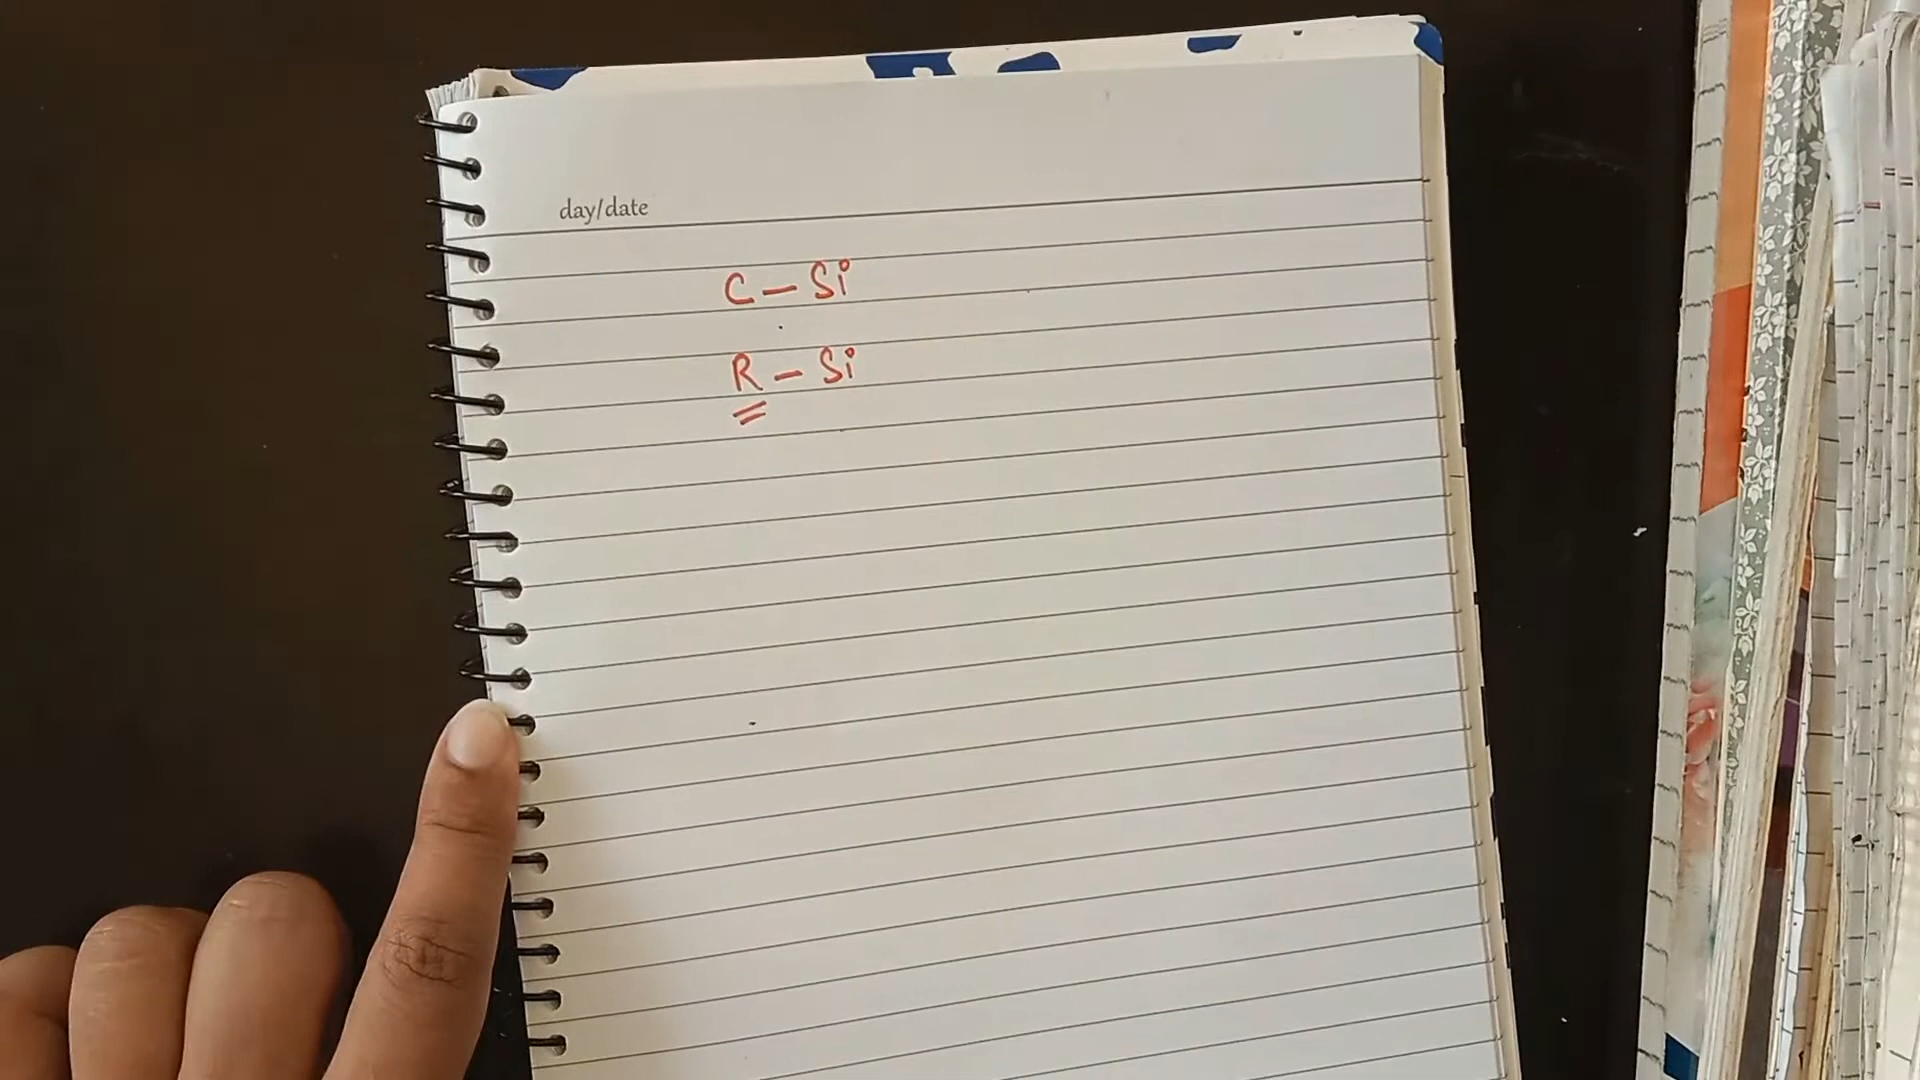 day/date
C – Si
R – Si